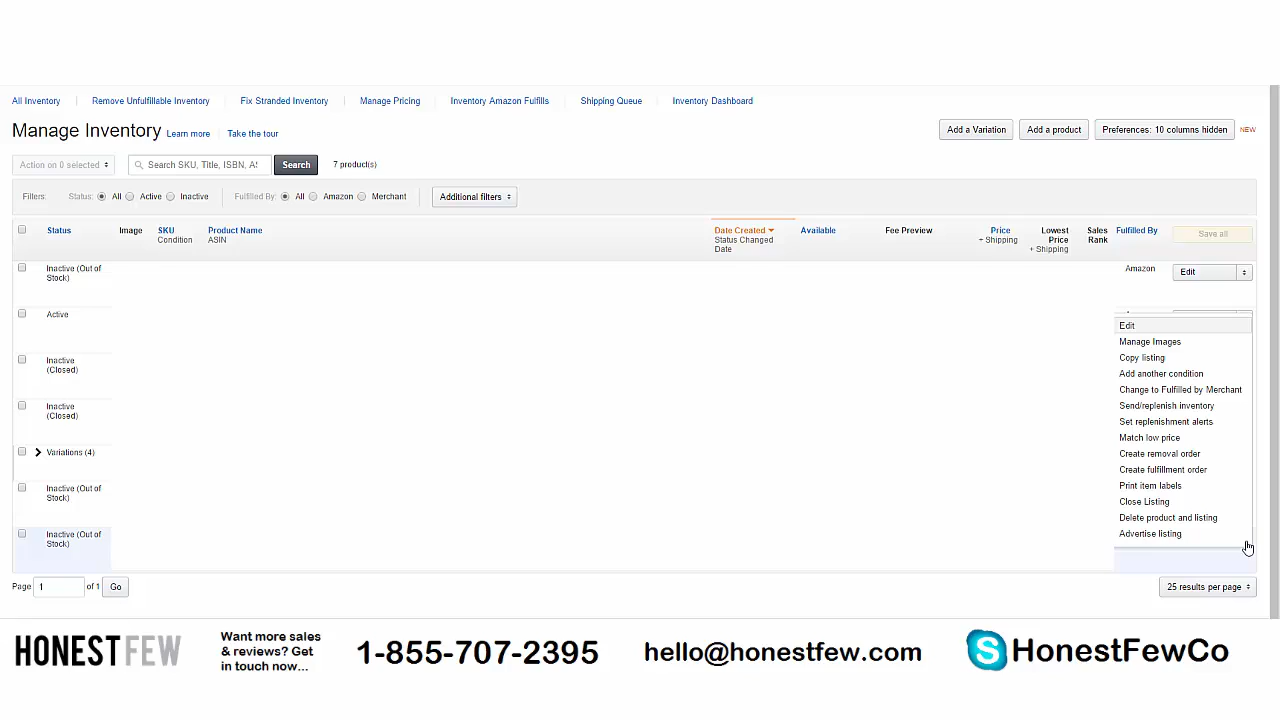 All Inventory Remove Unfulfillable Inventory Fix Stranded Inventory Manage Pricing Inventory Amazon Fulfills Shipping Queue Inventory Dashboard
Manage Inventory Learn more Take the tour Add a Variation Add a product Preferences: 10 columns hidden NEW
Action on 0 selected Search SKU, Title, ISBN, AS Search 7 product(s)
Filters: Status: All Active Inactive Fulfilled By: All Amazon Merchant Additional filters
Status Image SKU Product Name Date Created Available Fee Preview Price Lowest Sales Fulfilled By Save all
Condition ASIN Status Changed + Shipping Price Rank
Date + Shipping
Inactive (Out of Amazon Edit
Stock)
Active
Edit
Manage Images
Inactive Copy listing
(Closed)
Add another condition
Change to Fulfilled by Merchant
Inactive Send/replenish inventory
(Closed)
Set replenishment alerts
Match low price
Variations (4) Create removal order
Create fulfillment order
Inactive (Out of Print item labels
Stock)
Close Listing
Delete product and listing
Inactive (Out of Advertise listing
Stock)
Page 1 of 1 Go 25 results per page
HONESTFEW
Want more sales
& reviews? Get
in touch now...
1-855-707-2395 hello@honestfew.com HonestFewCo